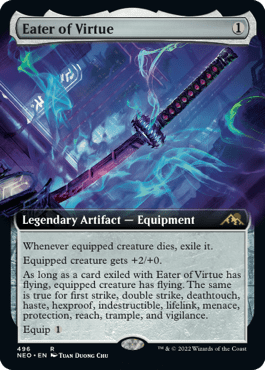 Eater of Virtue 1
Legendary Artifact — Equipment
Whenever equipped creature dies, exile it.
Equipped creature gets +2/+0.
As long as a card exiled with Eater of Virtue has
flying, equipped creature has flying. The same
is true for first strike, double strike, deathtouch,
haste, hexproof, indestructible, lifelink, menace,
protection, reach, trample, and vigilance.
Equip 1
496 R
NEO • EN Tuan Duong Chu ™ & © 2022 Wizards of the Coast